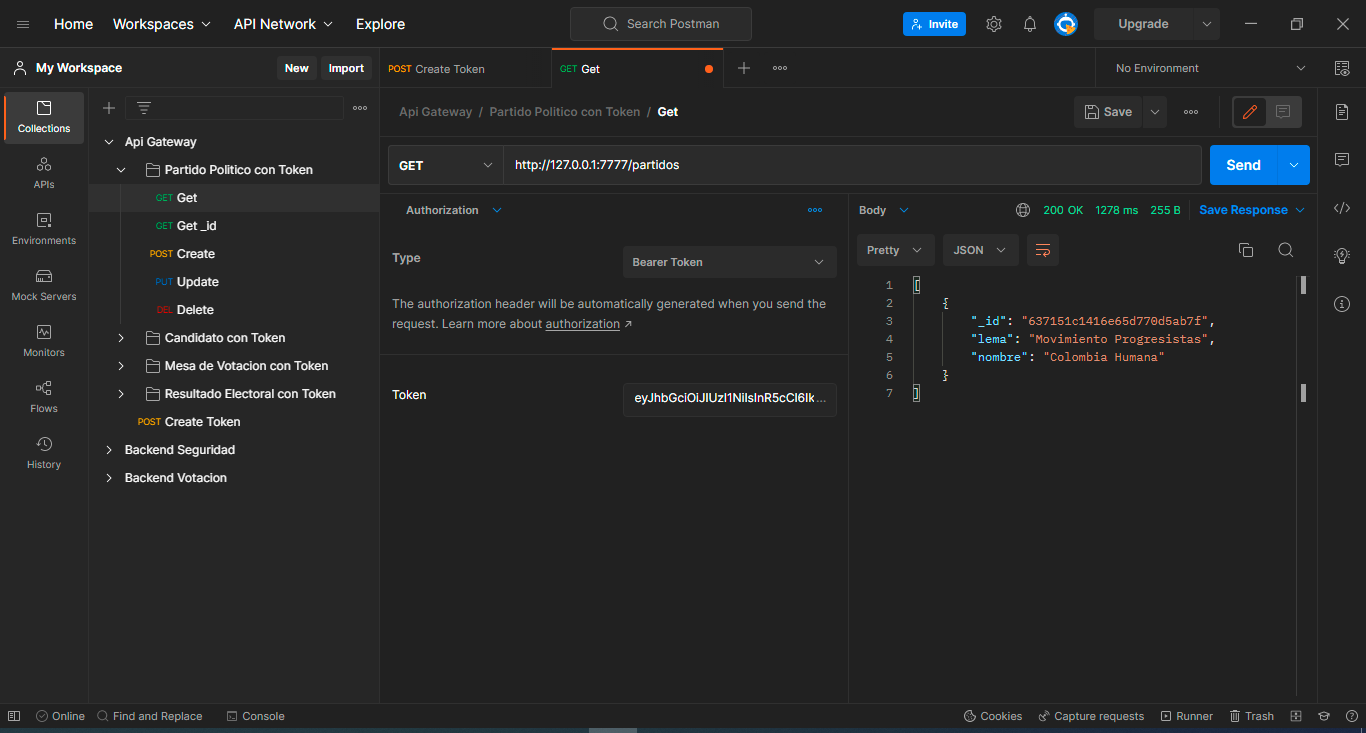 Home Workspaces API Network Explore Search Postman Invite Upgrade
My Workspace New Import POST Create Token GET Get No Environment
Collections
APIs
Environments
Mock Servers
Monitors
Flows
History
Api Gateway
Partido Politico con Token
GET Get
GET Get _id
POST Create
PUT Update
DEL Delete
Candidato con Token
Mesa de Votacion con Token
Resultado Electoral con Token
POST Create Token
Backend Seguridad
Backend Votacion
Api Gateway / Partido Politico con Token / Get Save
GET http://127.0.0.1:7777/partidos Send
Authorization
Type Bearer Token
The authorization header will be automatically generated when you send the
request. Learn more about authorization ↗
Token eyJhbGciOiJIUzI1NiIsInR5cCI6Ik...
Body 200 OK 1278 ms 255 B Save Response
Pretty JSON
1 [
2 {
3 "_id": "637151c1416e65d770d5ab7f",
4 "lema": "Movimiento Progresistas",
5 "nombre": "Colombia Humana"
6 }
7 ]
Online Find and Replace Console Cookies Capture requests Runner Trash